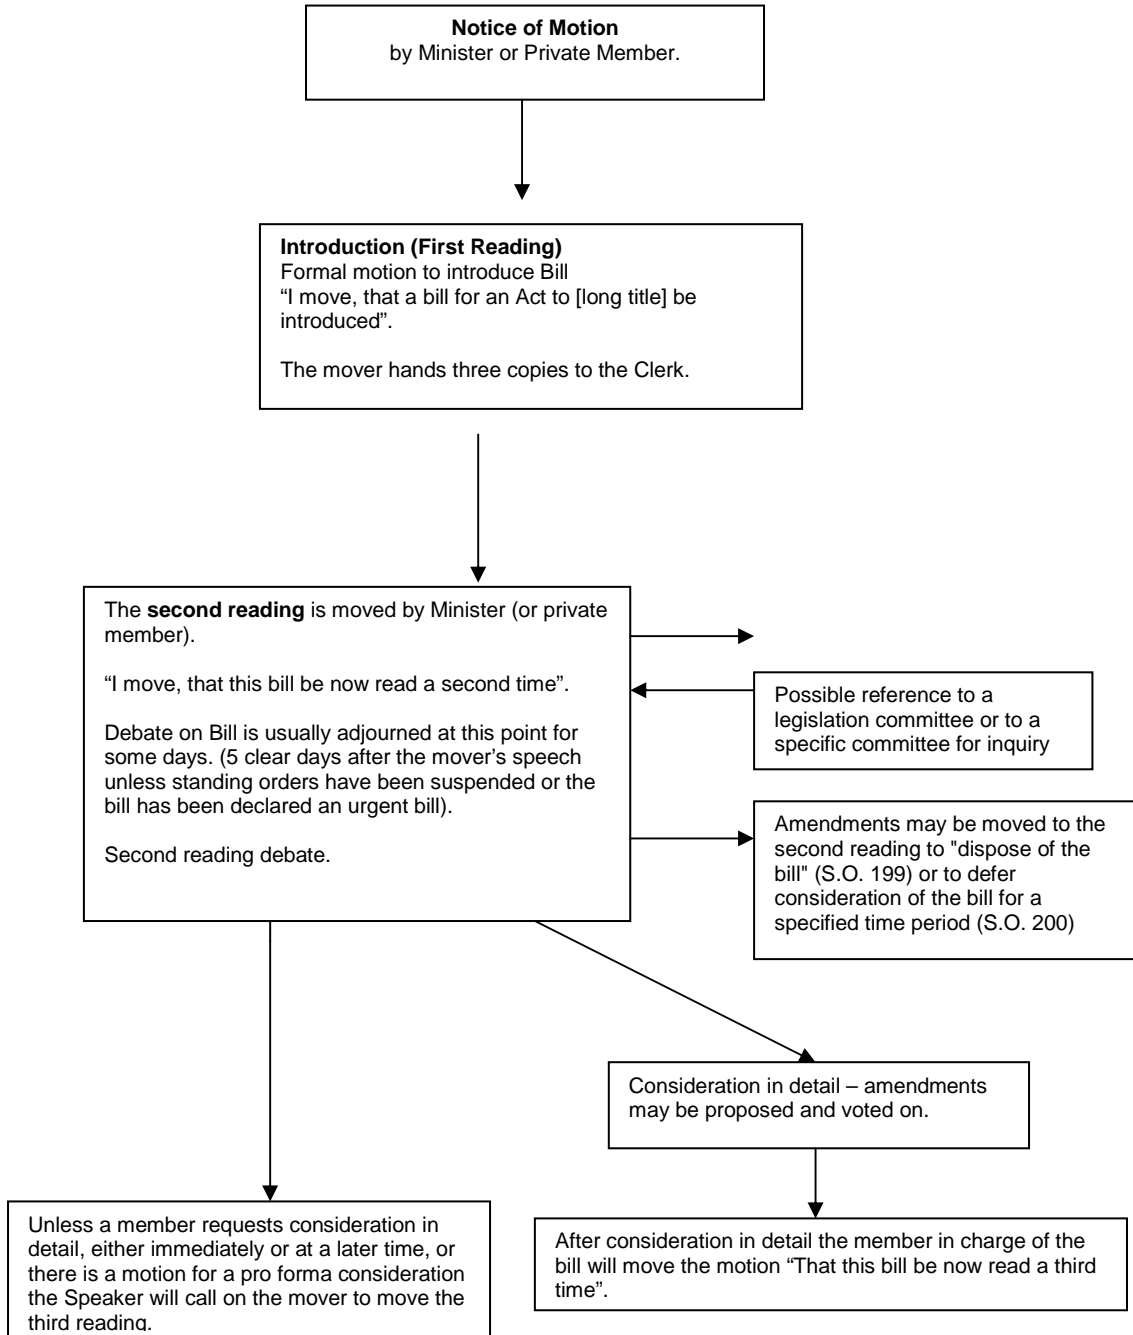 Notice of Motion
by Minister or Private Member.
Introduction (First Reading)
Formal motion to introduce Bill
“I move, that a bill for an Act to [long title] be
introduced”.
The mover hands three copies to the Clerk.
The second reading is moved by Minister (or private
member).
“I move, that this bill be now read a second time”.
Debate on Bill is usually adjourned at this point for
some days. (5 clear days after the mover’s speech
unless standing orders have been suspended or the
bill has been declared an urgent bill).
Second reading debate.
Possible reference to a
legislation committee or to a
specific committee for inquiry
Amendments may be moved to the
second reading to "dispose of the
bill" (S.O. 199) or to defer
consideration of the bill for a
specified time period (S.O. 200)
Consideration in detail – amendments
may be proposed and voted on.
Unless a member requests consideration in
detail, either immediately or at a later time, or
there is a motion for a pro forma consideration
the Speaker will call on the mover to move the
third reading.
After consideration in detail the member in charge of the
bill will move the motion “That this bill be now read a third
time”.